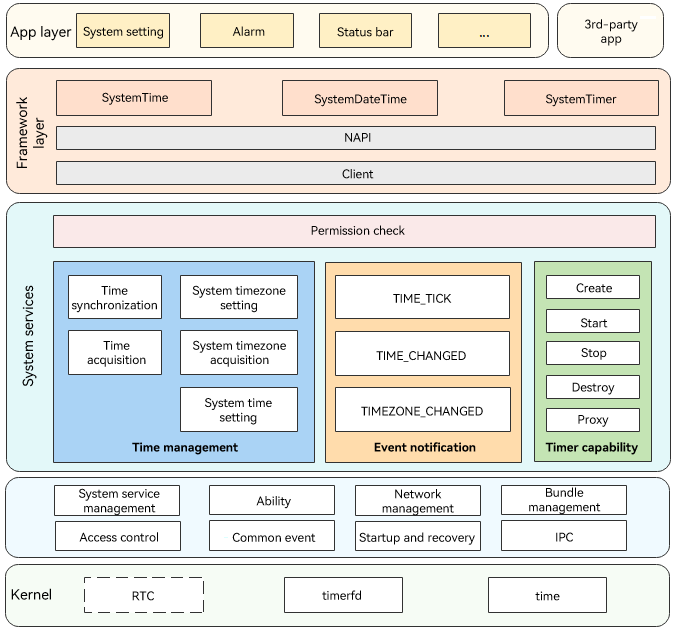 App layer
System setting
Alarm
Status bar
...
3rd-party
app
Framework
layer
SystemTime
SystemDateTime
SystemTimer
NAPI
Client
System services
Permission check
Time
synchronization
System timezone
setting
Time
acquisition
System timezone
acquisition
System time
setting
Time management
TIME_TICK
TIME_CHANGED
TIMEZONE_CHANGED
Event notification
Create
Start
Stop
Destroy
Proxy
Timer capability
System service
management
Ability
Network
management
Bundle
management
Access control
Common event
Startup and recovery
IPC
Kernel
RTC
timerfd
time